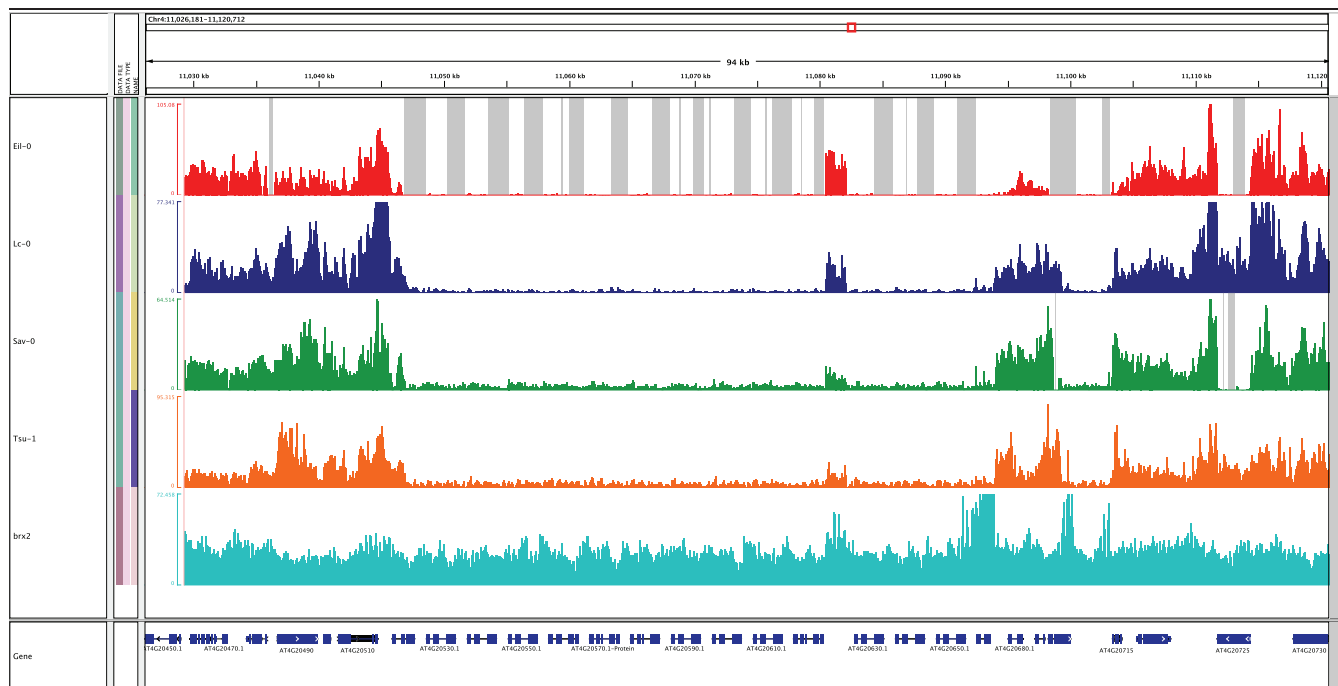 Chr4:11,026,181-11,120,712
94 kb
DATA FILE
DATA TYPE
NAME
11,030 kb 11,040 kb 11,050 kb 11,060 kb 11,070 kb 11,080 kb 11,090 kb 11,100 kb 11,110 kb 11,120
Eil-0
105.08
0
Lc-0
77.341
0
Sav-0
64.514
0
Tsu-1
95.315
0
brx2
72.458
0
Gene
AT4G20450.1 AT4G20470.1 AT4G20490 AT4G20510 AT4G20530.1 AT4G20550.1 AT4G20570.1-Protein AT4G20590.1 AT4G20610.1 AT4G20630.1 AT4G20650.1 AT4G20680.1 AT4G20715 AT4G20725 AT4G20730